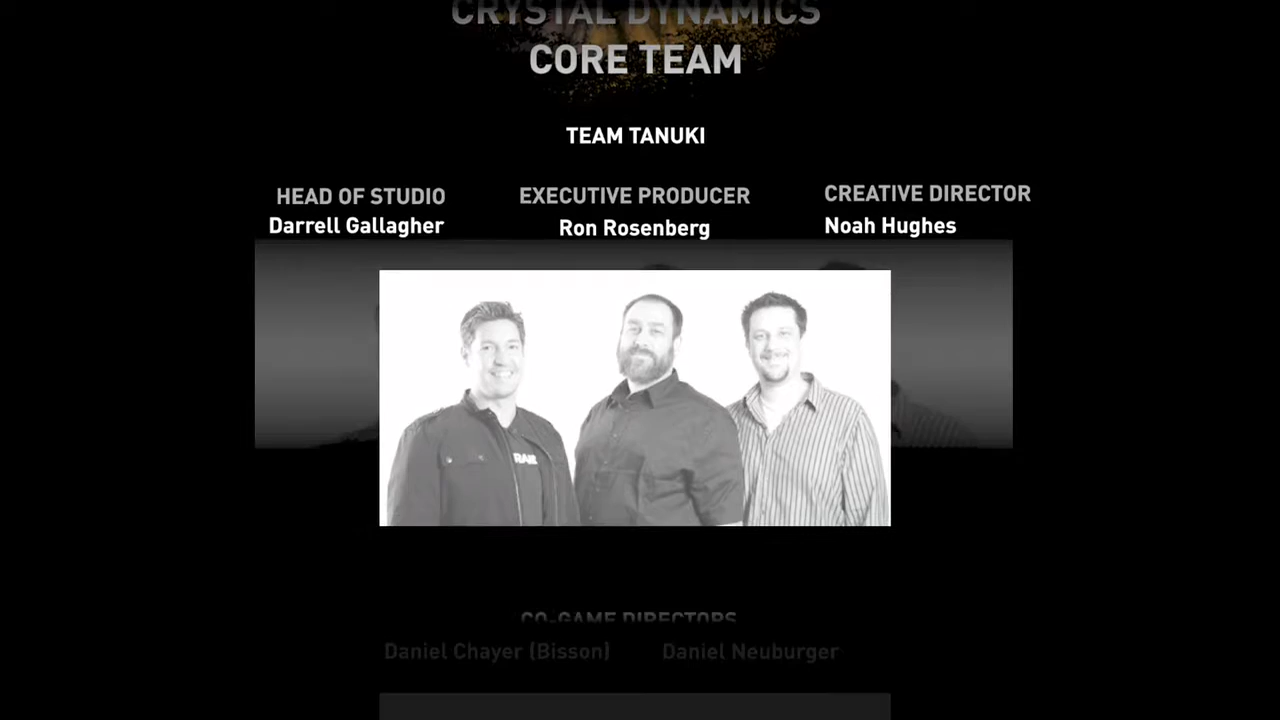 CRYSTAL DYNAMICS
CORE TEAM
TEAM TANUKI
HEAD OF STUDIO
EXECUTIVE PRODUCER
CREATIVE DIRECTOR
Darrell Gallagher
Ron Rosenberg
Noah Hughes
CO-GAME DIRECTORS
Daniel Chayer (Bisson)
Daniel Neuburger